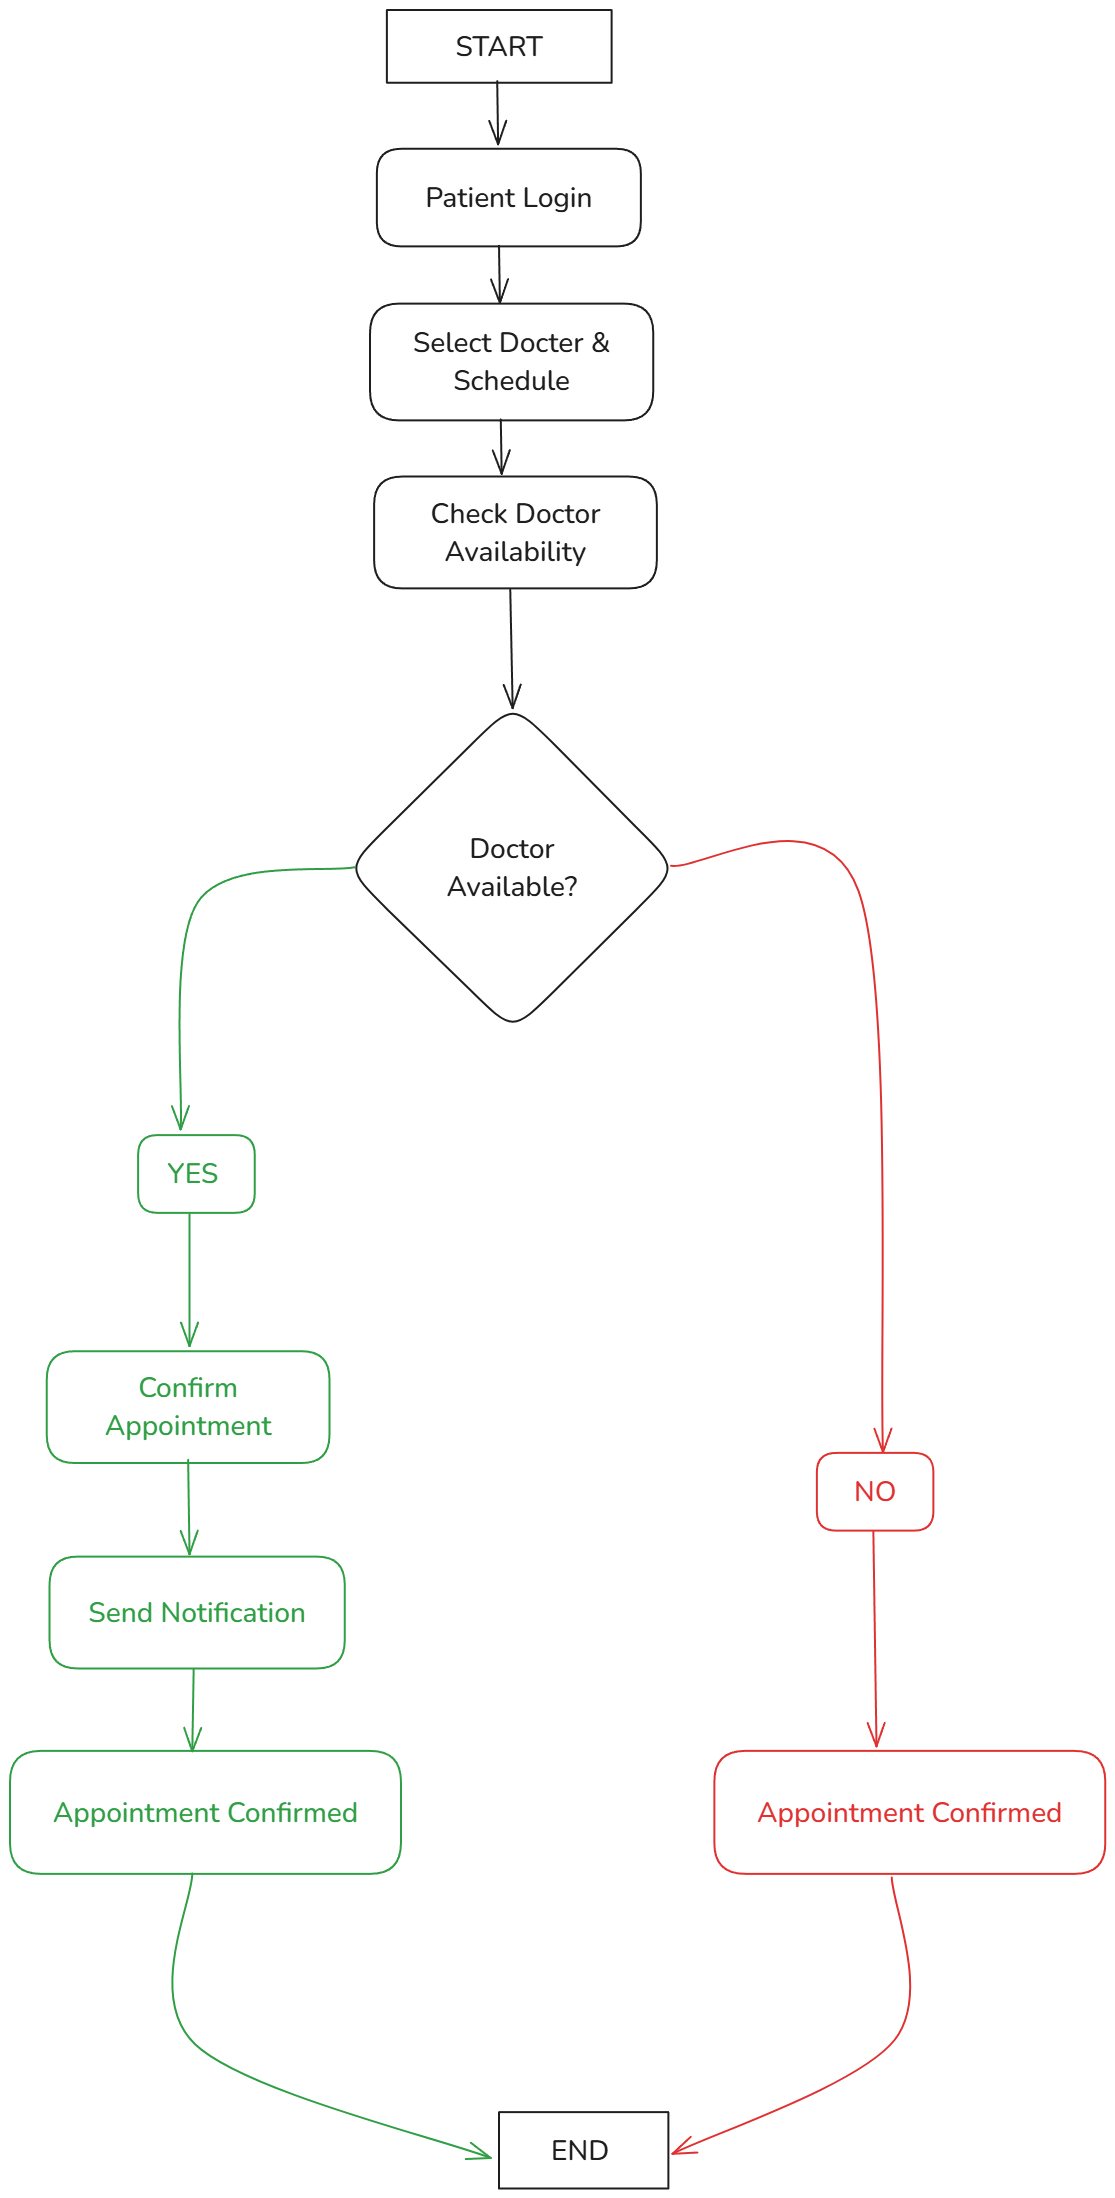 START
Patient Login
Select Docter &
Schedule
Check Doctor
Availability
Doctor
Available?
YES
Confirm
Appointment
NO
Send Notification
Appointment Confirmed
Appointment Confirmed
END